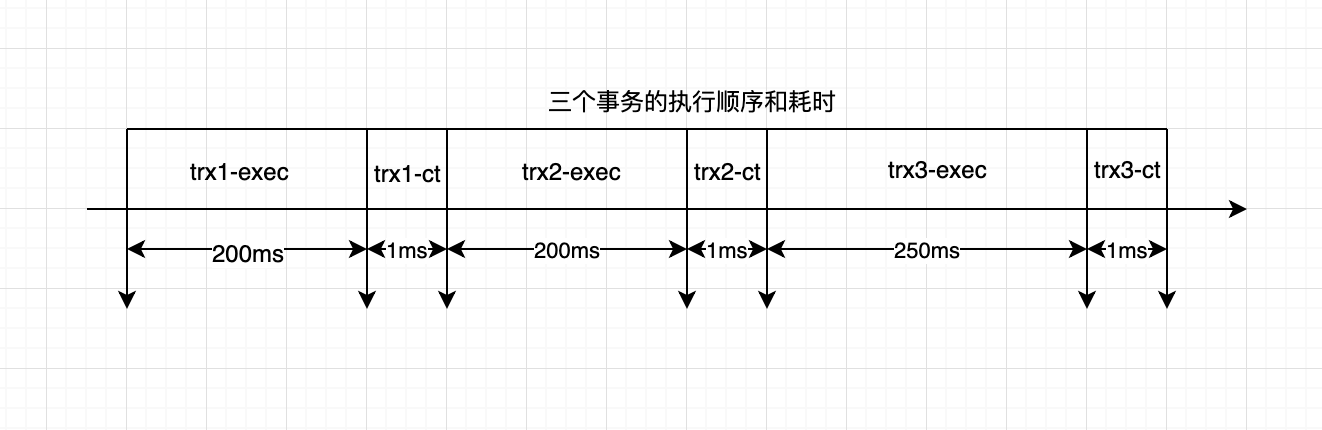 三个事务的执行顺序和耗时
trx1-exec trx1-ct trx2-exec trx2-ct trx3-exec trx3-ct
200ms 1ms 200ms 1ms 250ms 1ms